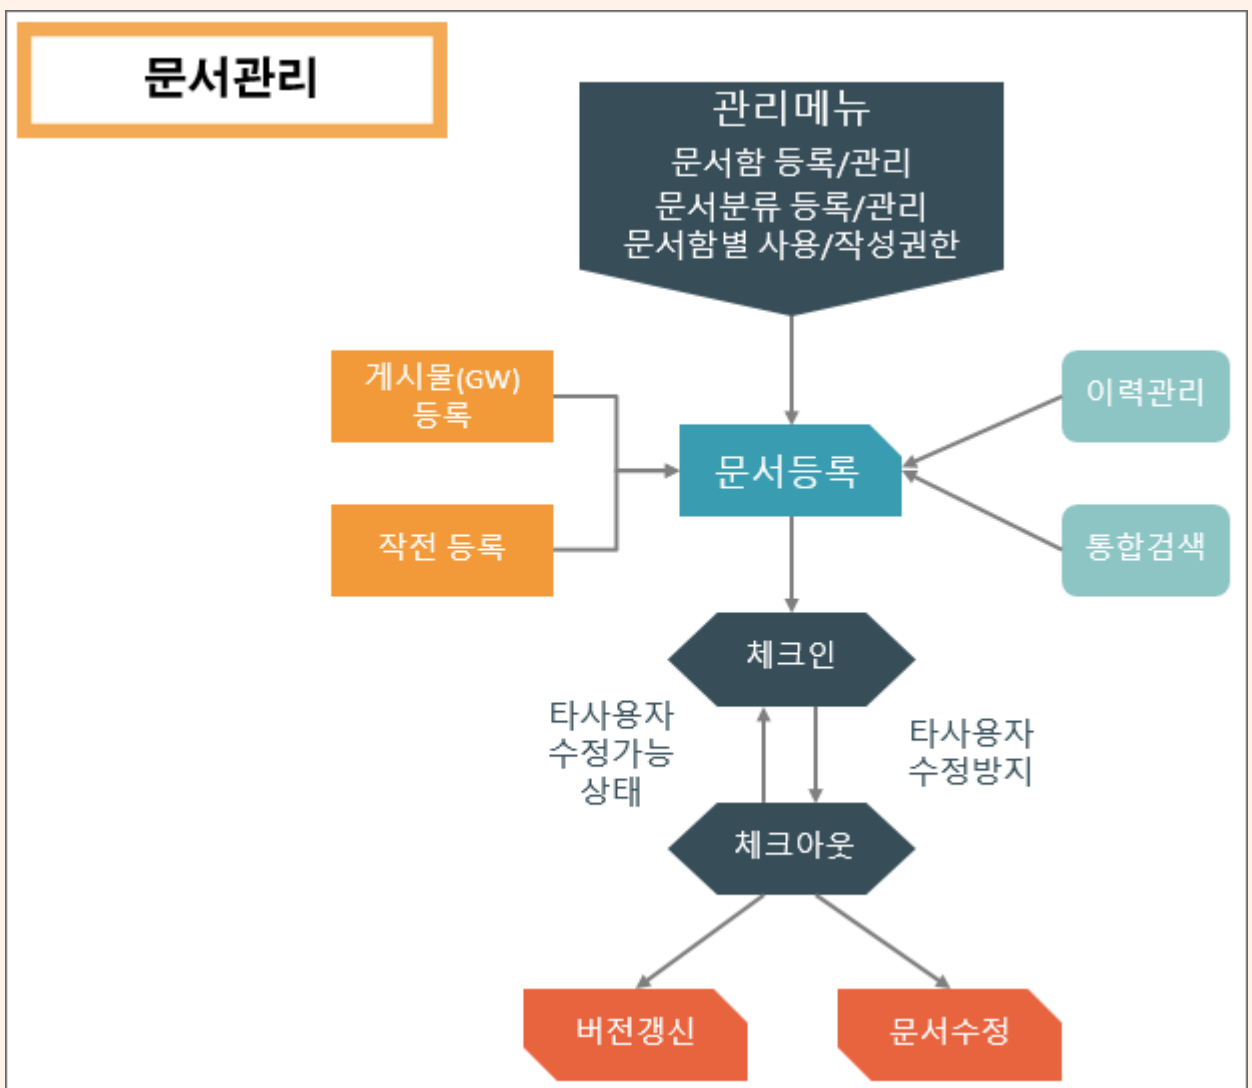 문서관리
관리메뉴
문서함 등록/관리
문서분류 등록/관리
문서함별 사용/작성권한
게시물(GW)
등록
이력관리
문서등록
작전 등록
통합검색
체크인
타사용자
수정가능
상태
타사용자
수정방지
체크아웃
버전갱신
문서수정